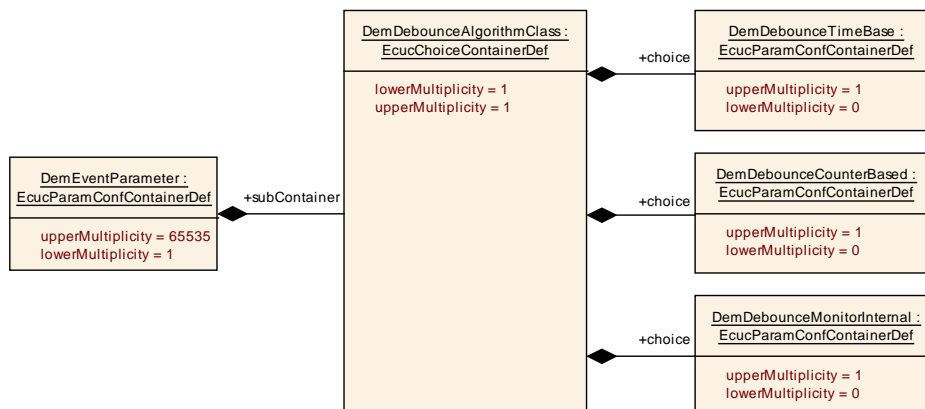 DemDebounceAlgorithmClass :
EcucChoiceContainerDef
lowerMultiplicity = 1
upperMultiplicity = 1
DemDebounceTimeBase :
EcucParamConfContainerDef
upperMultiplicity = 1
lowerMultiplicity = 0
+choice
DemEventParameter :
EcucParamConfContainerDef
upperMultiplicity = 65535
lowerMultiplicity = 1
+subContainer
DemDebounceCounterBased :
EcucParamConfContainerDef
upperMultiplicity = 1
lowerMultiplicity = 0
+choice
DemDebounceMonitorInternal :
EcucParamConfContainerDef
upperMultiplicity = 1
lowerMultiplicity = 0
+choice